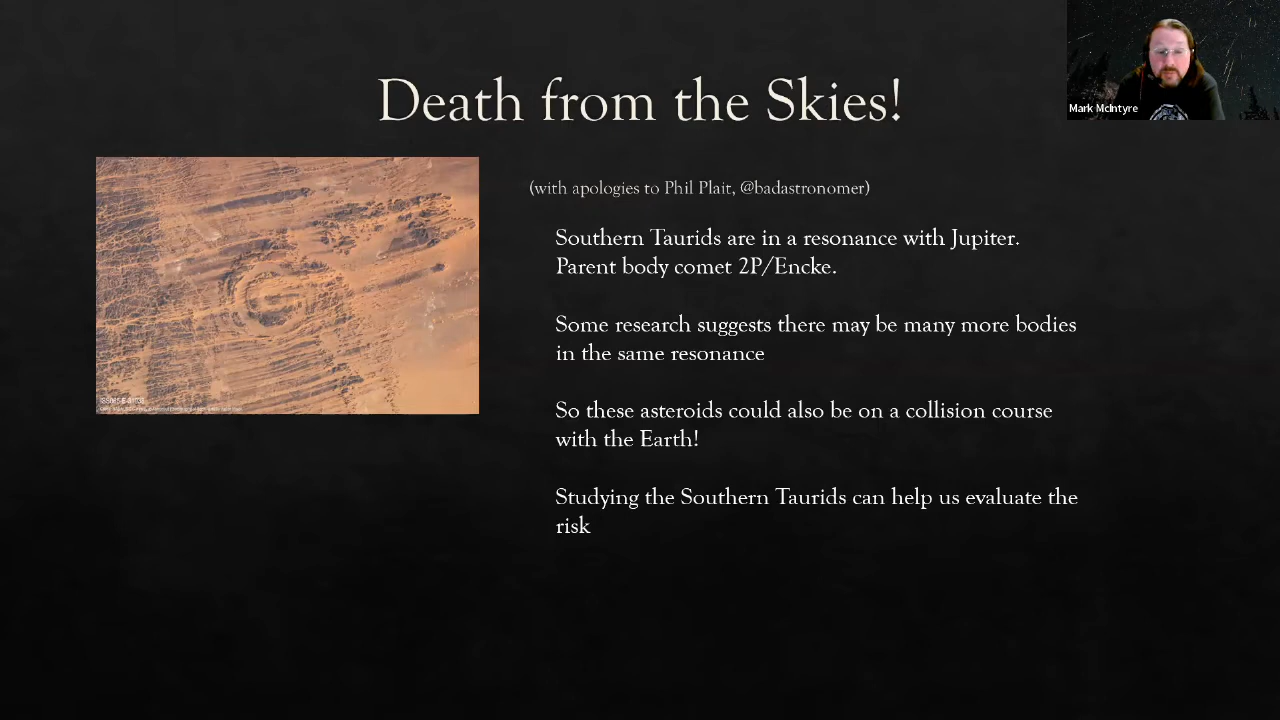 Death from the Skies!
Mark McIntyre
(with apologies to Phil Plait, @badastronomer)
Southern Taurids are in a resonance with Jupiter.
Parent body comet 2P/Encke.
Some research suggests there may be many more bodies
in the same resonance
So these asteroids could also be on a collision course
with the Earth!
Studying the Southern Taurids can help us evaluate the
risk